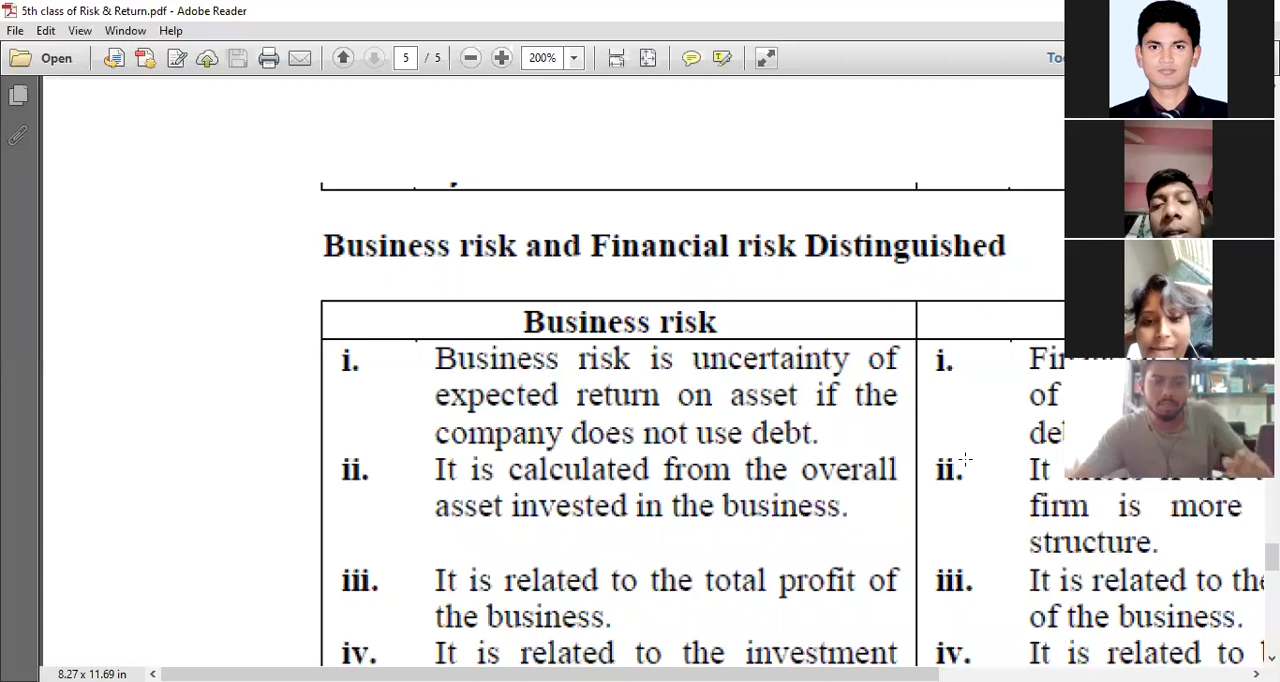 5th class of Risk & Return.pdf - Adobe Reader
File Edit View Window Help
Open 5 / 5 200%
Business risk and Financial risk Distinguished
Business risk
i. Business risk is uncertainty of
expected return on asset if the
company does not use debt.
ii. It is calculated from the overall
asset invested in the business.
iii. It is related to the total profit of
the business.
iv. It is related to the investment
i.
of
ii. It
firm is more
structure.
iii. It is related to the
of the business.
iv. It is related to
8.27 x 11.69 in